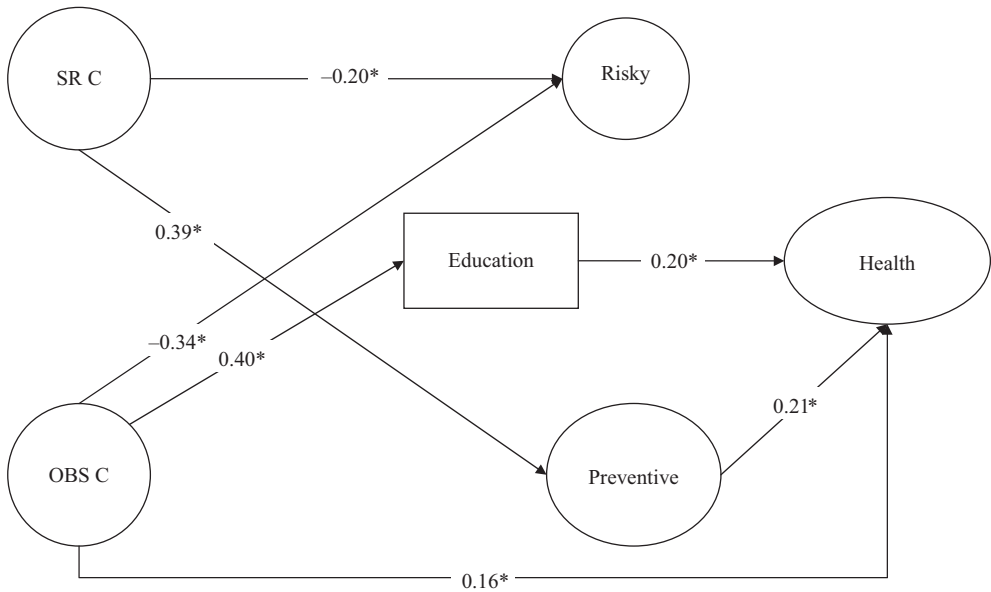 SR C
–0.20*
Risky
0.39*
Education
0.20*
Health
–0.34*
0.40*
0.21*
OBS C
Preventive
0.16*